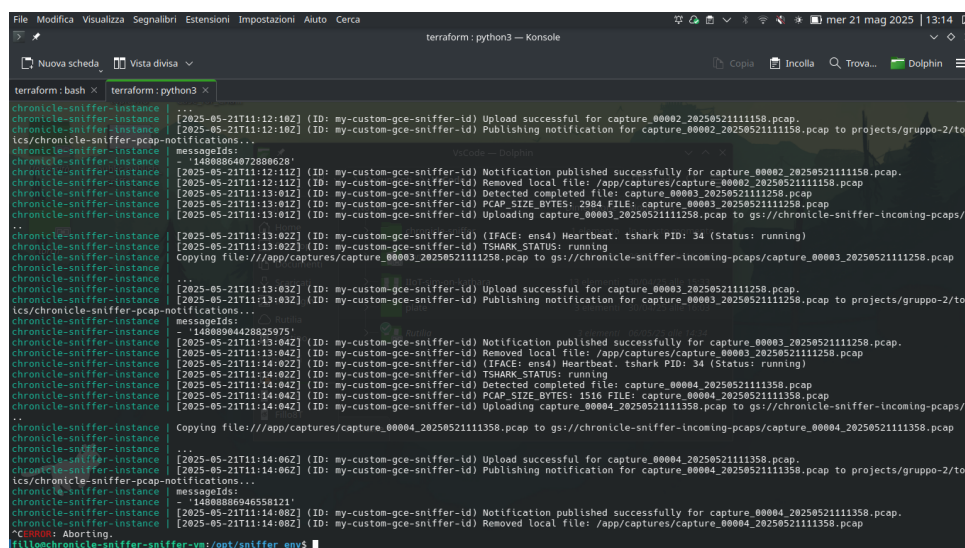 File Modifica Visualizza Segnalibri Estensioni Impostazioni Aiuto Cerca
mer 21 mag 2025 | 13:14
terraform : python3 — Konsole
Nuova scheda Vista divisa Copia Incolla Trova... Dolphin
terraform : bash × terraform : python3 ×
chronicle-sniffer-instance | ...
chronicle-sniffer-instance | [2025-05-21T11:12:10Z] (ID: my-custom-gce-sniffer-id) Upload successful for capture_00002_20250521111158.pcap.
chronicle-sniffer-instance | [2025-05-21T11:12:10Z] (ID: my-custom-gce-sniffer-id) Publishing notification for capture_00002_20250521111158.pcap to projects/gruppo-2/to
ics/chronicle-sniffer-pcap-notifications...
chronicle-sniffer-instance | messageIds:
chronicle-sniffer-instance | - '14808864072880628'
chronicle-sniffer-instance | [2025-05-21T11:12:11Z] (ID: my-custom-gce-sniffer-id) Notification published successfully for capture_00002_20250521111158.pcap.
chronicle-sniffer-instance | [2025-05-21T11:12:11Z] (ID: my-custom-gce-sniffer-id) Removed local file: /app/captures/capture_00002_20250521111158.pcap
chronicle-sniffer-instance | [2025-05-21T11:13:01Z] (ID: my-custom-gce-sniffer-id) Detected completed file: capture_00003_20250521111258.pcap
chronicle-sniffer-instance | [2025-05-21T11:13:01Z] (ID: my-custom-gce-sniffer-id) PCAP_SIZE_BYTES: 2984 FILE: capture_00003_20250521111258.pcap
chronicle-sniffer-instance | [2025-05-21T11:13:01Z] (ID: my-custom-gce-sniffer-id) Uploading capture_00003_20250521111258.pcap to gs://chronicle-sniffer-incoming-pcaps/
..
chronicle-sniffer-instance | [2025-05-21T11:13:02Z] (ID: my-custom-gce-sniffer-id) (IFACE: ens4) Heartbeat. tshark PID: 34 (Status: running)
chronicle-sniffer-instance | [2025-05-21T11:13:02Z] (ID: my-custom-gce-sniffer-id) TSHARK_STATUS: running
chronicle-sniffer-instance | Copying file:///app/captures/capture_00003_20250521111258.pcap to gs://chronicle-sniffer-incoming-pcaps/capture_00003_20250521111258.pcap
chronicle-sniffer-instance |
chronicle-sniffer-instance | ...
chronicle-sniffer-instance | [2025-05-21T11:13:03Z] (ID: my-custom-gce-sniffer-id) Upload successful for capture_00003_20250521111258.pcap.
chronicle-sniffer-instance | [2025-05-21T11:13:03Z] (ID: my-custom-gce-sniffer-id) Publishing notification for capture_00003_20250521111258.pcap to projects/gruppo-2/to
ics/chronicle-sniffer-pcap-notifications...
chronicle-sniffer-instance | messageIds:
chronicle-sniffer-instance | - '14808904428825975'
chronicle-sniffer-instance | [2025-05-21T11:13:04Z] (ID: my-custom-gce-sniffer-id) Notification published successfully for capture_00003_20250521111258.pcap.
chronicle-sniffer-instance | [2025-05-21T11:13:04Z] (ID: my-custom-gce-sniffer-id) Removed local file: /app/captures/capture_00003_20250521111258.pcap
chronicle-sniffer-instance | [2025-05-21T11:14:02Z] (ID: my-custom-gce-sniffer-id) (IFACE: ens4) Heartbeat. tshark PID: 34 (Status: running)
chronicle-sniffer-instance | [2025-05-21T11:14:02Z] (ID: my-custom-gce-sniffer-id) TSHARK_STATUS: running
chronicle-sniffer-instance | [2025-05-21T11:14:04Z] (ID: my-custom-gce-sniffer-id) Detected completed file: capture_00004_20250521111358.pcap
chronicle-sniffer-instance | [2025-05-21T11:14:04Z] (ID: my-custom-gce-sniffer-id) PCAP_SIZE_BYTES: 1516 FILE: capture_00004_20250521111358.pcap
chronicle-sniffer-instance | [2025-05-21T11:14:04Z] (ID: my-custom-gce-sniffer-id) Uploading capture_00004_20250521111358.pcap to gs://chronicle-sniffer-incoming-pcaps/
..
chronicle-sniffer-instance | Copying file:///app/captures/capture_00004_20250521111358.pcap to gs://chronicle-sniffer-incoming-pcaps/capture_00004_20250521111358.pcap
chronicle-sniffer-instance |
chronicle-sniffer-instance | ...
chronicle-sniffer-instance | [2025-05-21T11:14:06Z] (ID: my-custom-gce-sniffer-id) Upload successful for capture_00004_20250521111358.pcap.
chronicle-sniffer-instance | [2025-05-21T11:14:06Z] (ID: my-custom-gce-sniffer-id) Publishing notification for capture_00004_20250521111358.pcap to projects/gruppo-2/to
ics/chronicle-sniffer-pcap-notifications...
chronicle-sniffer-instance | messageIds:
chronicle-sniffer-instance | - '14808886946558121'
chronicle-sniffer-instance | [2025-05-21T11:14:08Z] (ID: my-custom-gce-sniffer-id) Notification published successfully for capture_00004_20250521111358.pcap.
chronicle-sniffer-instance | [2025-05-21T11:14:08Z] (ID: my-custom-gce-sniffer-id) Removed local file: /app/captures/capture_00004_20250521111358.pcap
^CERROR: Aborting.
fillo@chronicle-sniffer-sniffer-vm:/opt/sniffer_env$